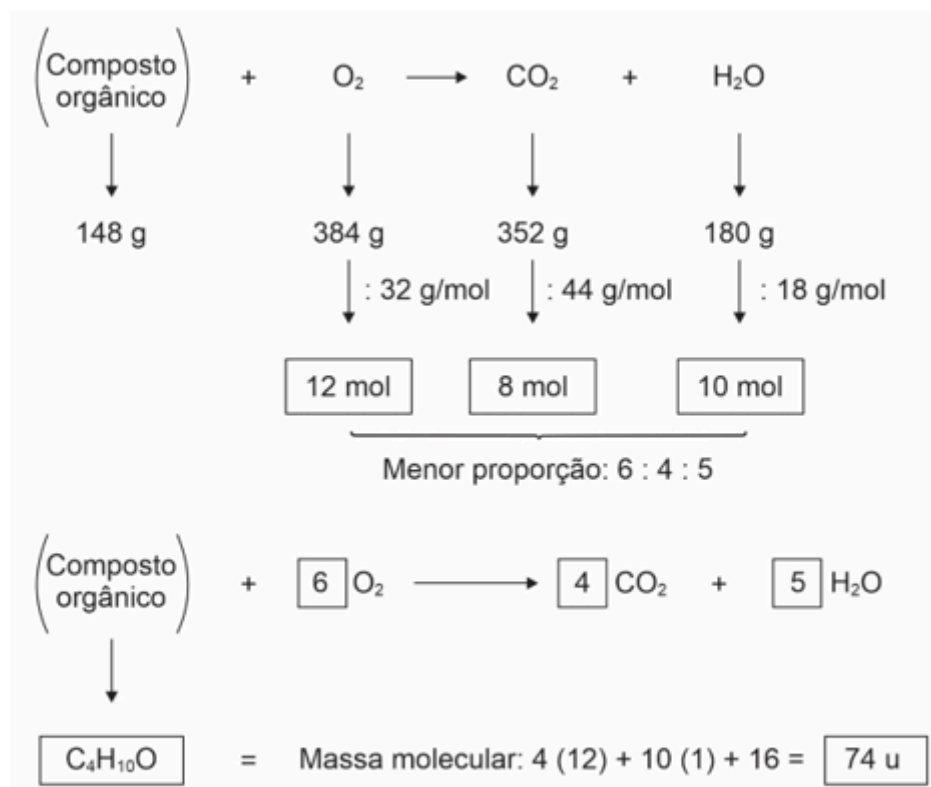 (Composto orgânico) + O₂ ⟶ CO₂ + H₂O
148 g 384 g 352 g 180 g
: 32 g/mol : 44 g/mol : 18 g/mol
12 mol 8 mol 10 mol
Menor proporção: 6 : 4 : 5
(Composto orgânico) + 6 O₂ ⟶ 4 CO₂ + 5 H₂O
C₄H₁₀O = Massa molecular: 4 (12) + 10 (1) + 16 = 74 u